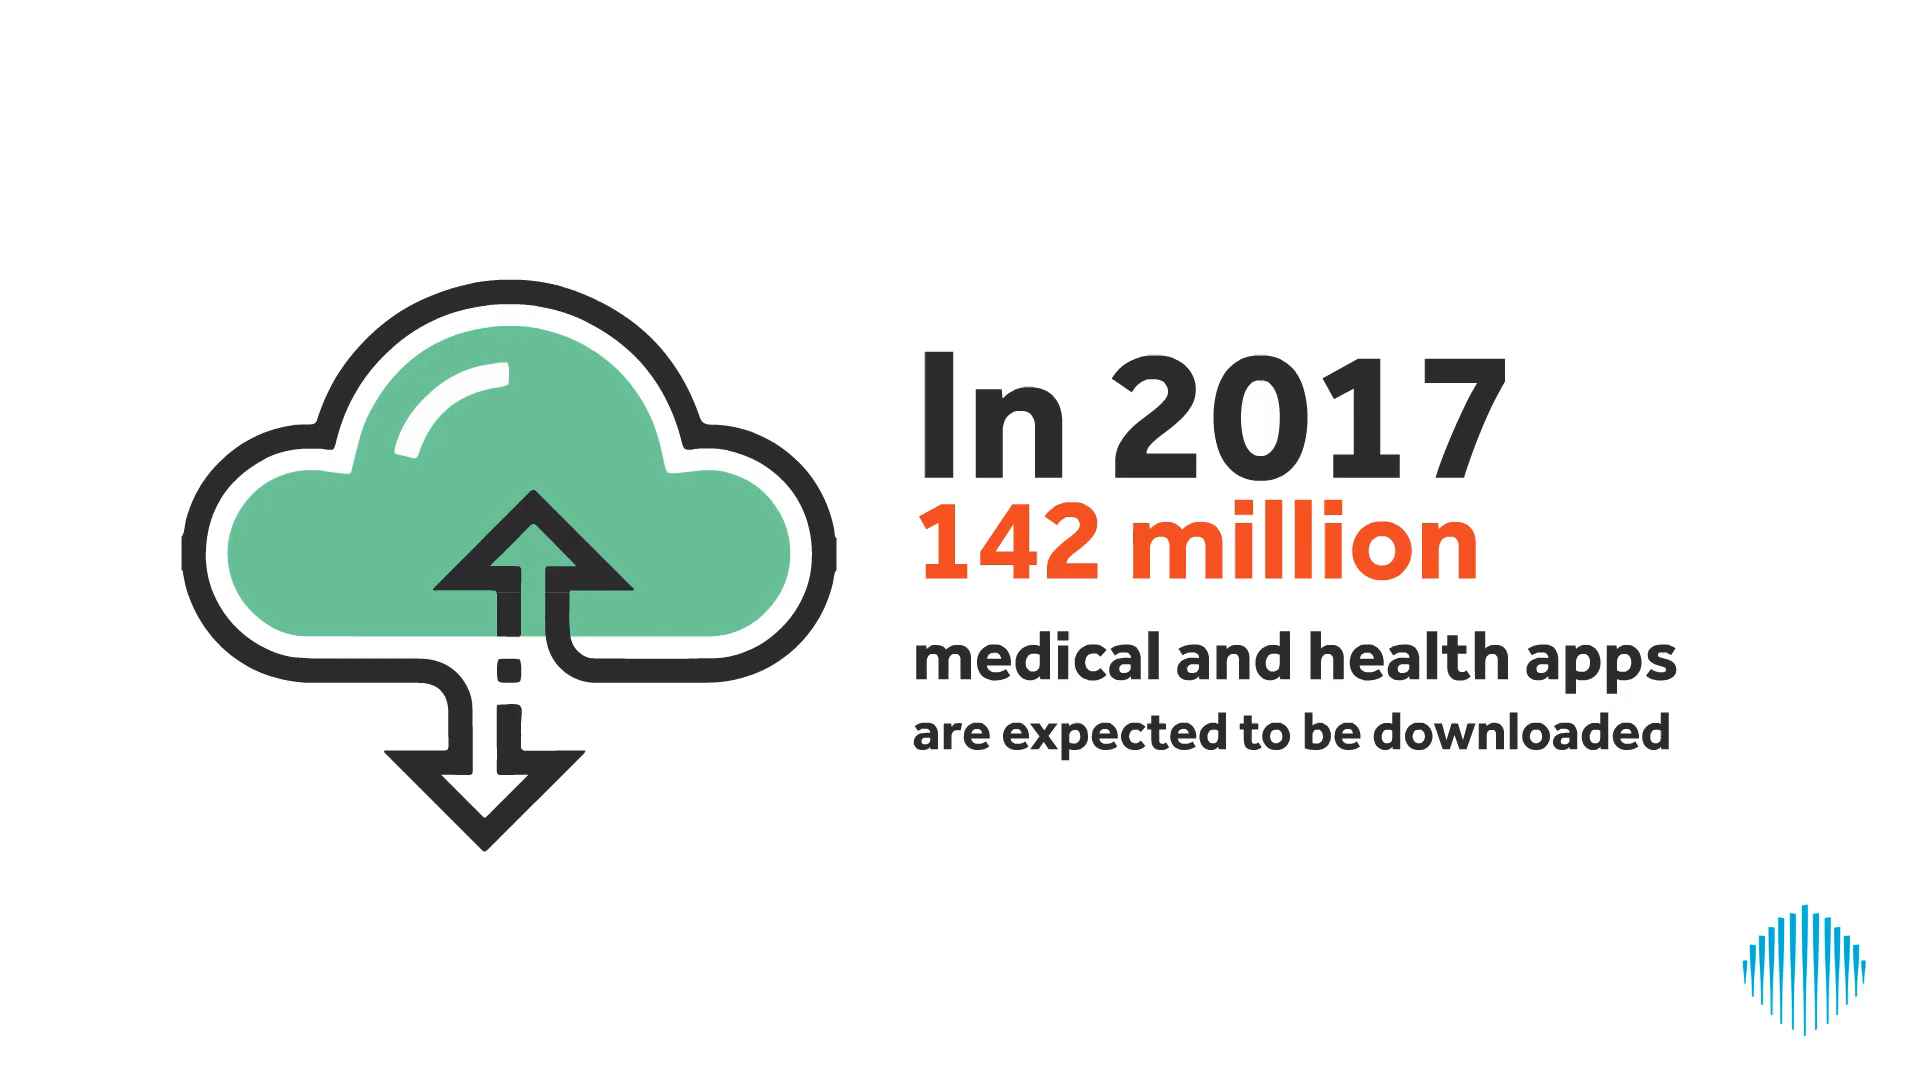 In 2017
142 million
medical and health apps
are expected to be downloaded